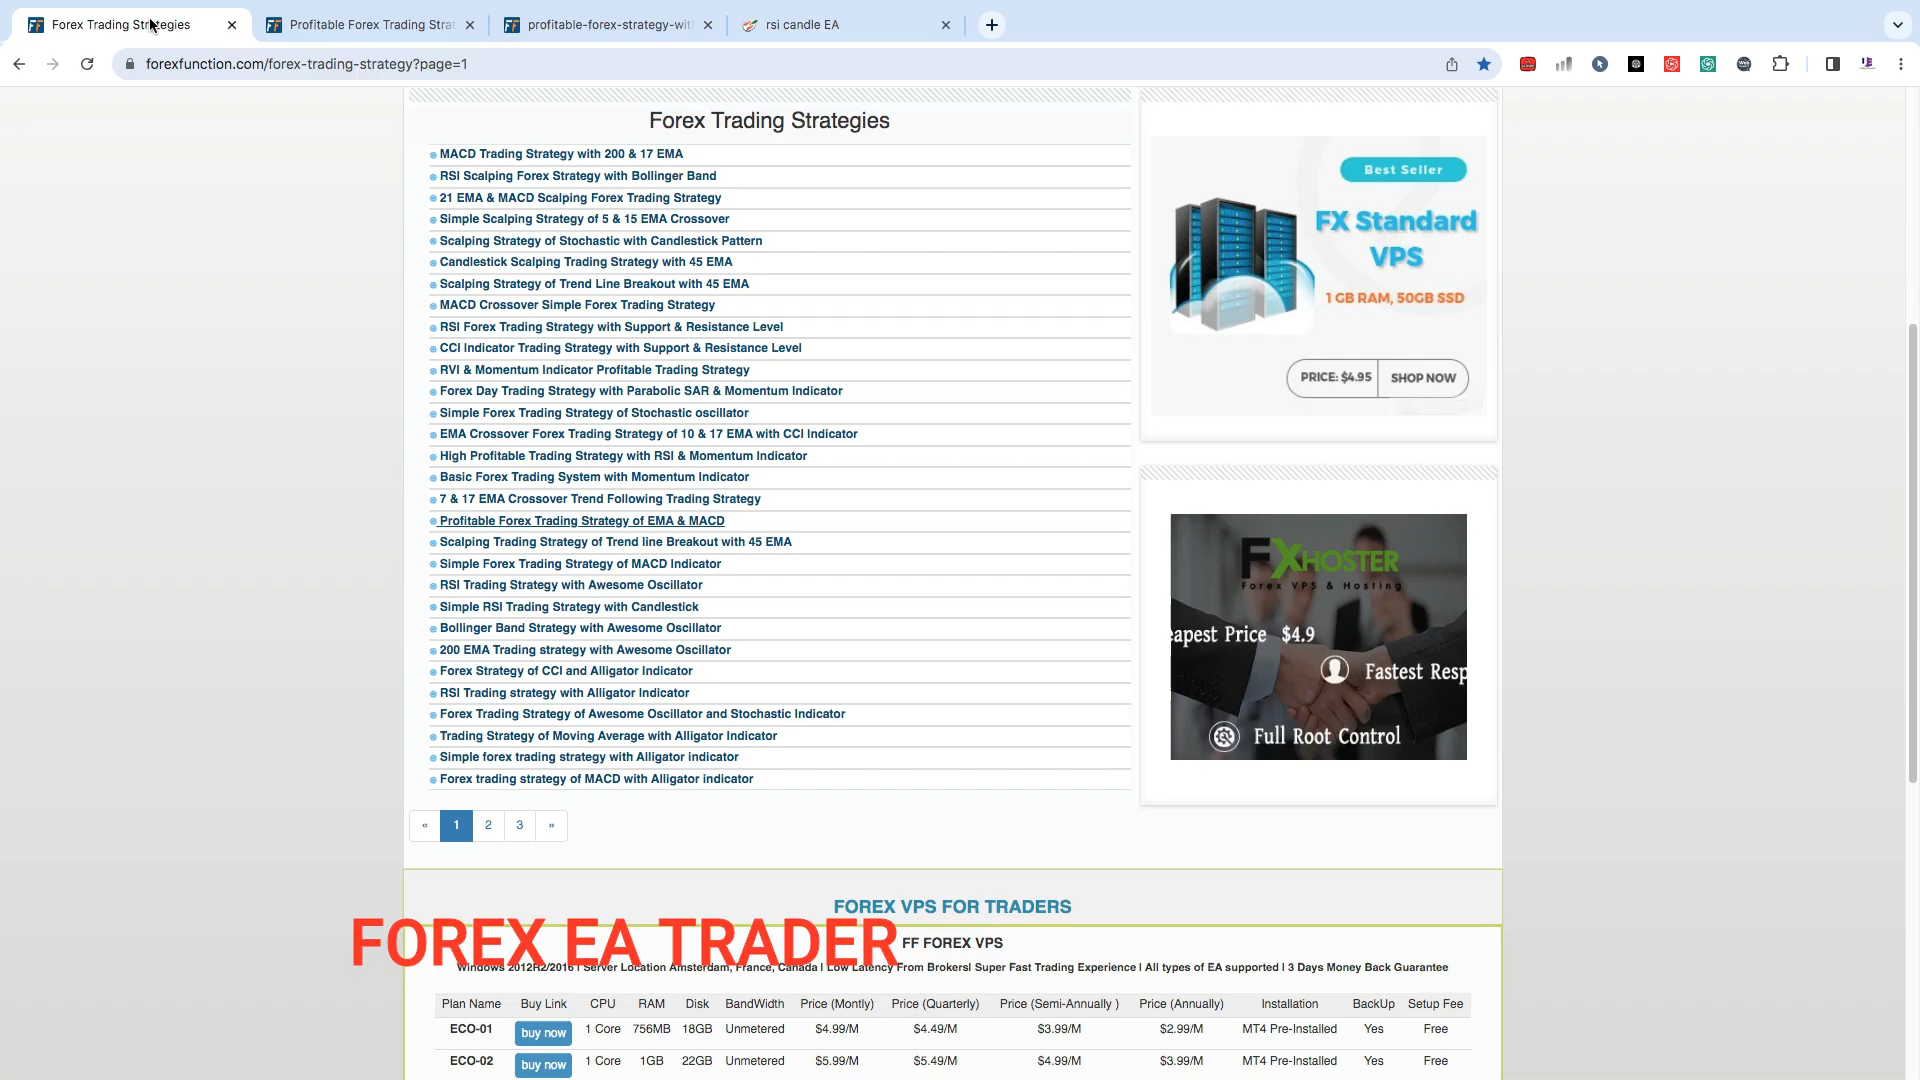 Forex Trading Strategies
Profitable Forex Trading Strat
profitable-forex-strategy-wit
rsi candle EA
forexfunction.com/forex-trading-strategy?page=1
Forex Trading Strategies
MACD Trading Strategy with 200 & 17 EMA
RSI Scalping Forex Strategy with Bollinger Band
21 EMA & MACD Scalping Forex Trading Strategy
Simple Scalping Strategy of 5 & 15 EMA Crossover
Scalping Strategy of Stochastic with Candlestick Pattern
Candlestick Scalping Trading Strategy with 45 EMA
Scalping Strategy of Trend Line Breakout with 45 EMA
MACD Crossover Simple Forex Trading Strategy
RSI Forex Trading Strategy with Support & Resistance Level
CCI Indicator Trading Strategy with Support & Resistance Level
RVI & Momentum Indicator Profitable Trading Strategy
Forex Day Trading Strategy with Parabolic SAR & Momentum Indicator
Simple Forex Trading Strategy of Stochastic oscillator
EMA Crossover Forex Trading Strategy of 10 & 17 EMA with CCI Indicator
High Profitable Trading Strategy with RSI & Momentum Indicator
Basic Forex Trading System with Momentum Indicator
7 & 17 EMA Crossover Trend Following Trading Strategy
Profitable Forex Trading Strategy of EMA & MACD
Scalping Trading Strategy of Trend line Breakout with 45 EMA
Simple Forex Trading Strategy of MACD Indicator
RSI Trading Strategy with Awesome Oscillator
Simple RSI Trading Strategy with Candlestick
Bollinger Band Strategy with Awesome Oscillator
200 EMA Trading strategy with Awesome Oscillator
Forex Strategy of CCI and Alligator Indicator
RSI Trading strategy with Alligator Indicator
Forex Trading Strategy of Awesome Oscillator and Stochastic Indicator
Trading Strategy of Moving Average with Alligator Indicator
Simple forex trading strategy with Alligator indicator
Forex trading strategy of MACD with Alligator indicator
« 1 2 3 »
Best Seller
FX Standard
VPS
1 GB RAM, 50GB SSD
PRICE: $4.95 SHOP NOW
FXHOSTER
Forex VPS & Hosting
eapest Price $4.9
Fastest Resp
Full Root Control
FOREX VPS FOR TRADERS
FOREX EA TRADER
FF FOREX VPS
Windows 2012R2/2016 I Server Location Amsterdam, France, Canada I Low Latency From Brokersl Super Fast Trading Experience I All types of EA supported I 3 Days Money Back Guarantee
Plan Name Buy Link CPU RAM Disk BandWidth Price (Montly) Price (Quarterly) Price (Semi-Annually ) Price (Annually) Installation BackUp Setup Fee
ECO-01 buy now 1 Core 756MB 18GB Unmetered $4.99/M $4.49/M $3.99/M $2.99/M MT4 Pre-Installed Yes Free
ECO-02 buy now 1 Core 1GB 22GB Unmetered $5.99/M $5.49/M $4.99/M $3.99/M MT4 Pre-Installed Yes Free